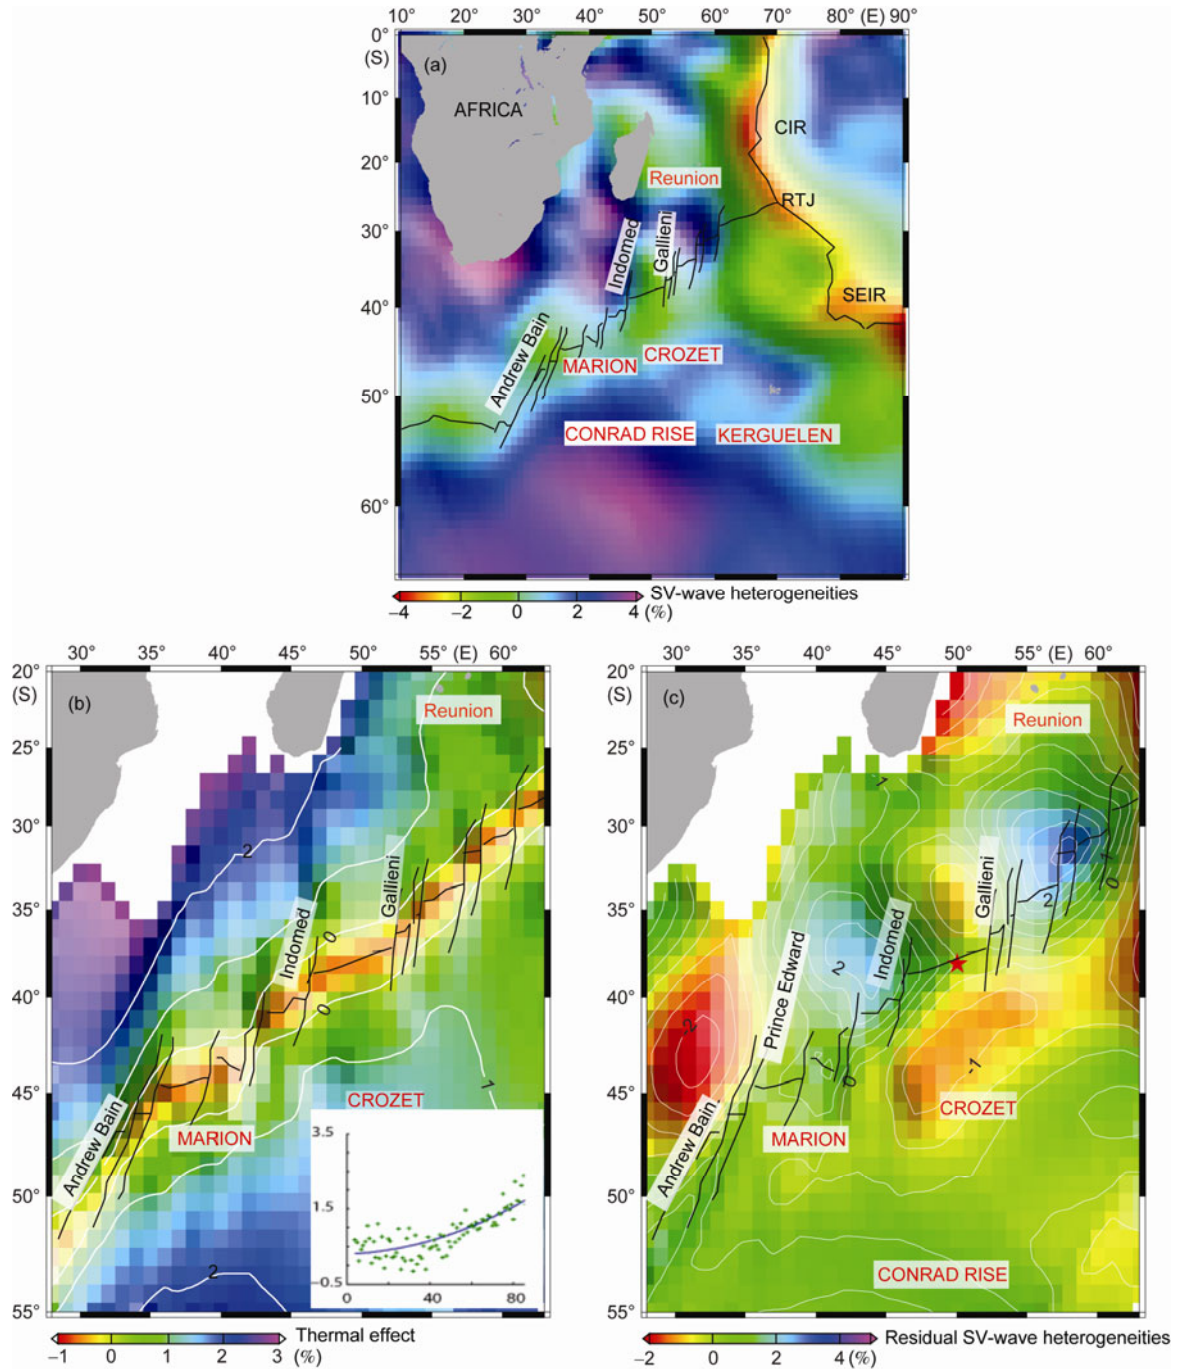 10° 20° 30° 40° 50° 60° 70° (E) 80° 90°
0°
(S)
(a)
10°
AFRICA
CIR
20°
Reunion
RTJ
30°
Indomed
Gallieni
SEIR
40°
Andrew Bain
MARION
CROZET
50°
CONRAD RISE
KERGUELEN
60°
SV-wave heterogeneities
−4 −2 0 2 4 (%)
30° 35° 40° 45° 50° 55° (E) 60°
20°
(S)
(b)
Reunion
25°
2
30°
Gallieni
35°
Indomed
0
40°
0
45°
1
CROZET
Andrew Bain
MARION
3.5
50°
1.5
2
−0.5
0 40 80
55°
Thermal effect
−1 0 1 2 3
(%)
30° 35° 40° 45° 50° 55° (E) 60°
20°
(S)
(c)
Reunion
1
25°
30°
1
Gallieni
0
2
35°
Prince Edward
Indomed
2
40°
-2
-1
0
45°
CROZET
Andrew Bain
MARION
50°
CONRAD RISE
55°
Residual SV-wave heterogeneities
−2 0 2 4 (%)